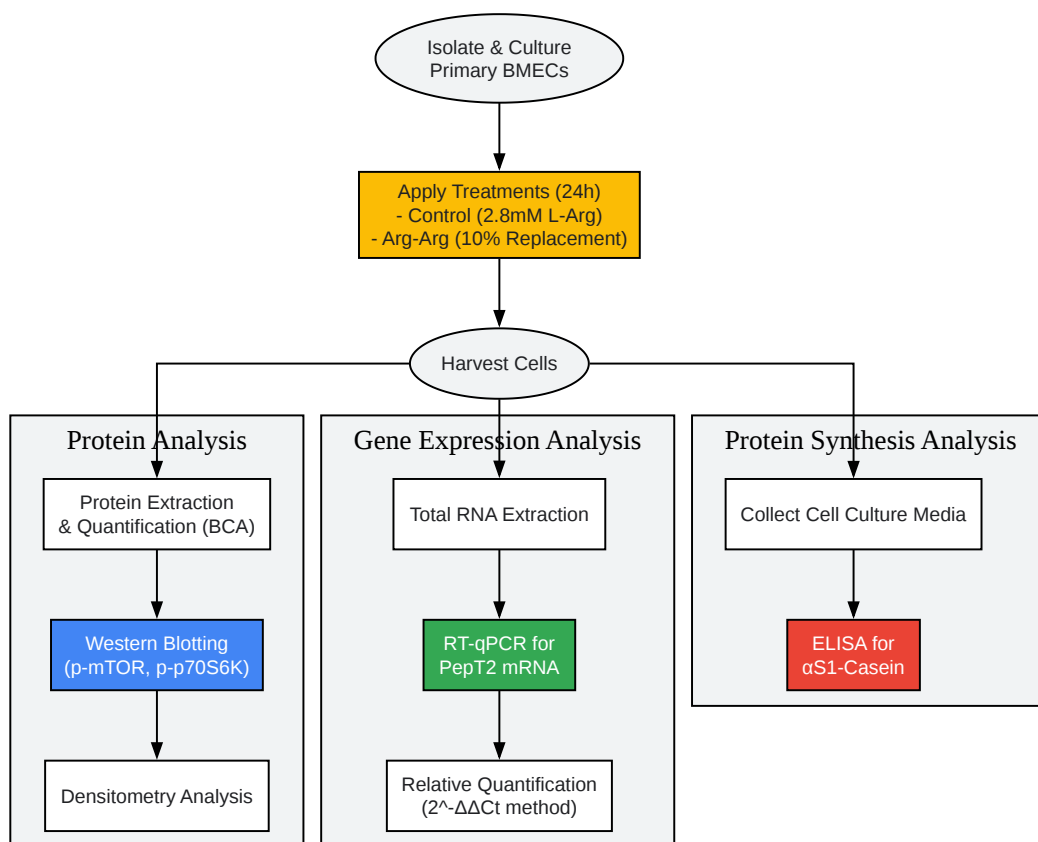 Isolate & Culture
Primary BMECs
Apply Treatments (24h)
- Control (2.8mM L-Arg)
- Arg-Arg (10% Replacement)
Harvest Cells
Protein Analysis
Protein Extraction
& Quantification (BCA)
Western Blotting
(p-mTOR, p-p70S6K)
Densitometry Analysis
Gene Expression Analysis
Total RNA Extraction
RT-qPCR for
PepT2 mRNA
Relative Quantification
(2^-ΔΔCt method)
Protein Synthesis Analysis
Collect Cell Culture Media
ELISA for
αS1-Casein